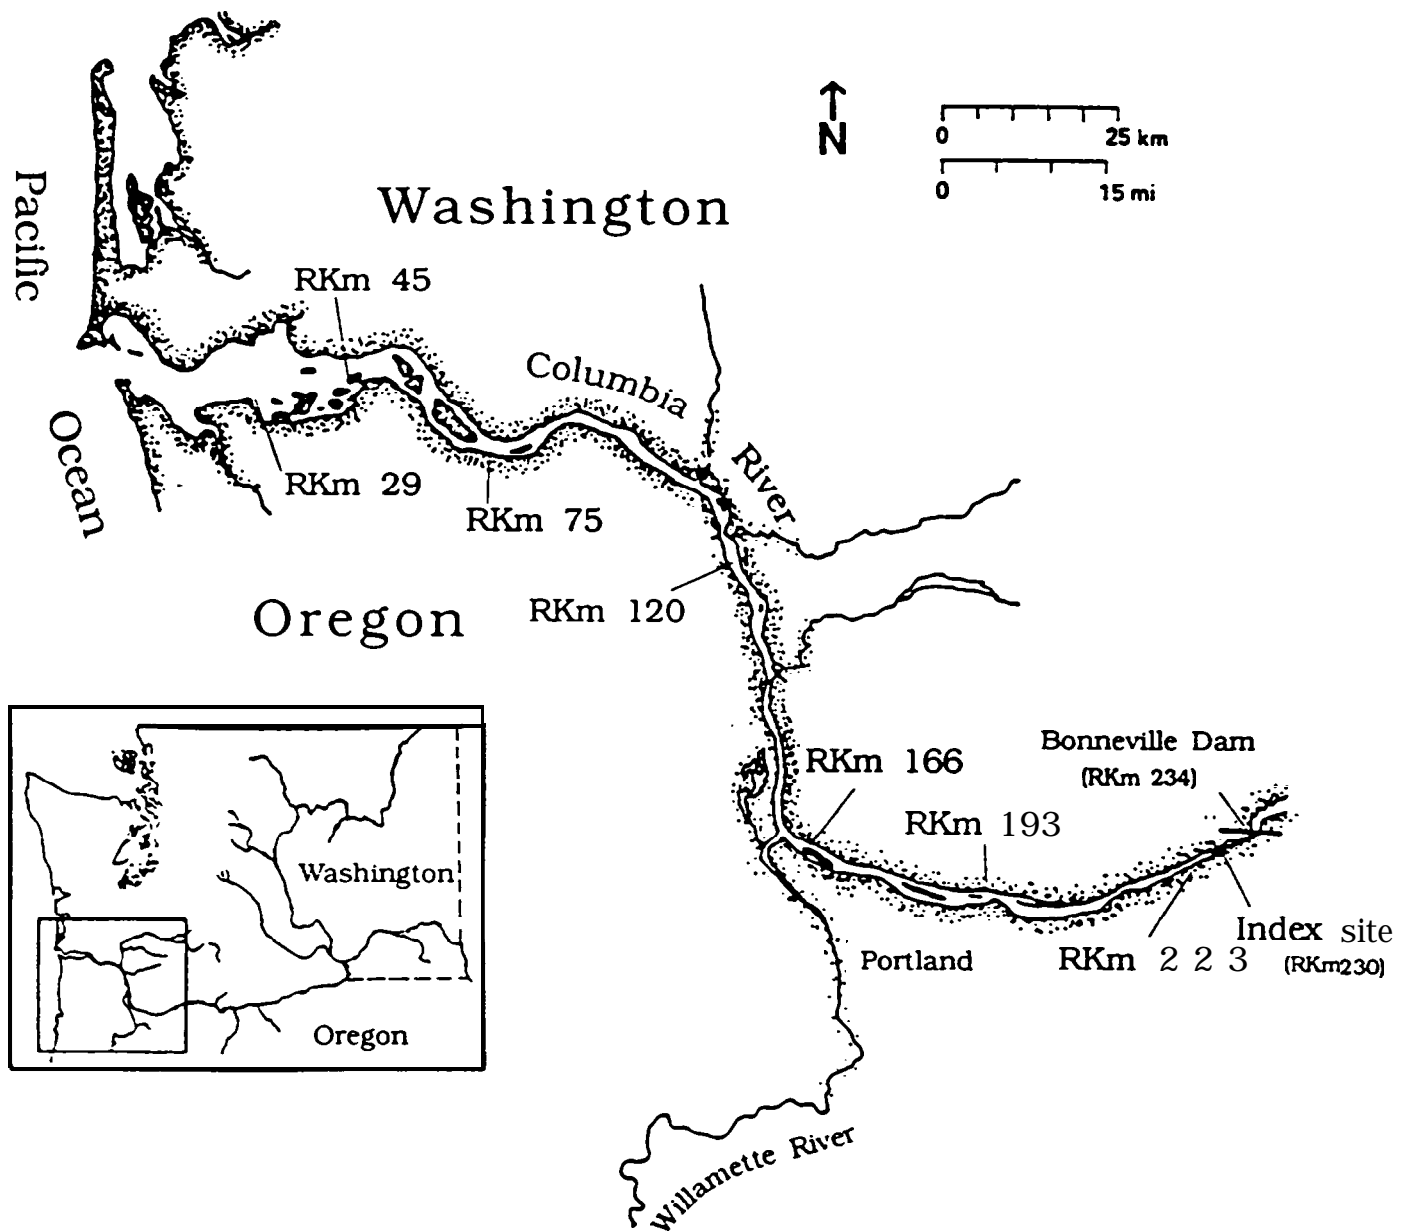 N
0 25 km
0 15 mi
Pacific
Ocean
Washington
RKm 45
Columbia
River
RKm 29
RKm 75
Oregon
RKm 120
RKm 166
Bonneville Dam
(RKm 234)
RKm 193
Index site
(RKm230)
RKm 2 2 3
Portland
Willamette River
Washington
Oregon